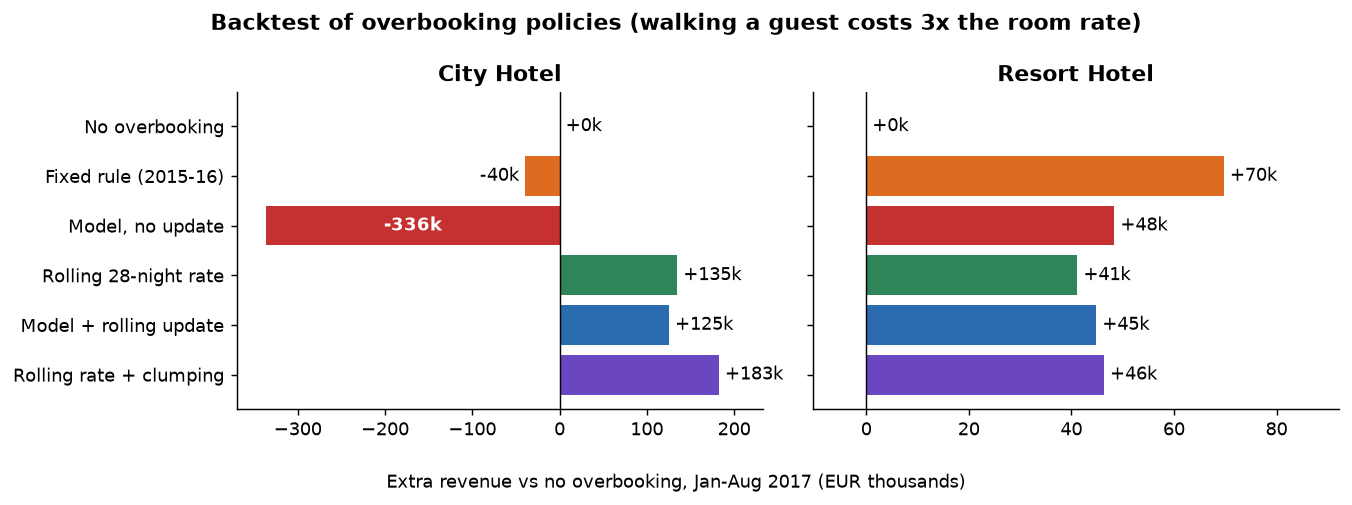 Backtest of overbooking policies (walking a guest costs 3x the room rate)
City Hotel
Resort Hotel
No overbooking +0k +0k
Fixed rule (2015-16) -40k +70k
Model, no update -336k +48k
Rolling 28-night rate +135k +41k
Model + rolling update +125k +45k
Rolling rate + clumping +183k +46k
−300 −200 −100 0 100 200
0 20 40 60 80
Extra revenue vs no overbooking, Jan-Aug 2017 (EUR thousands)